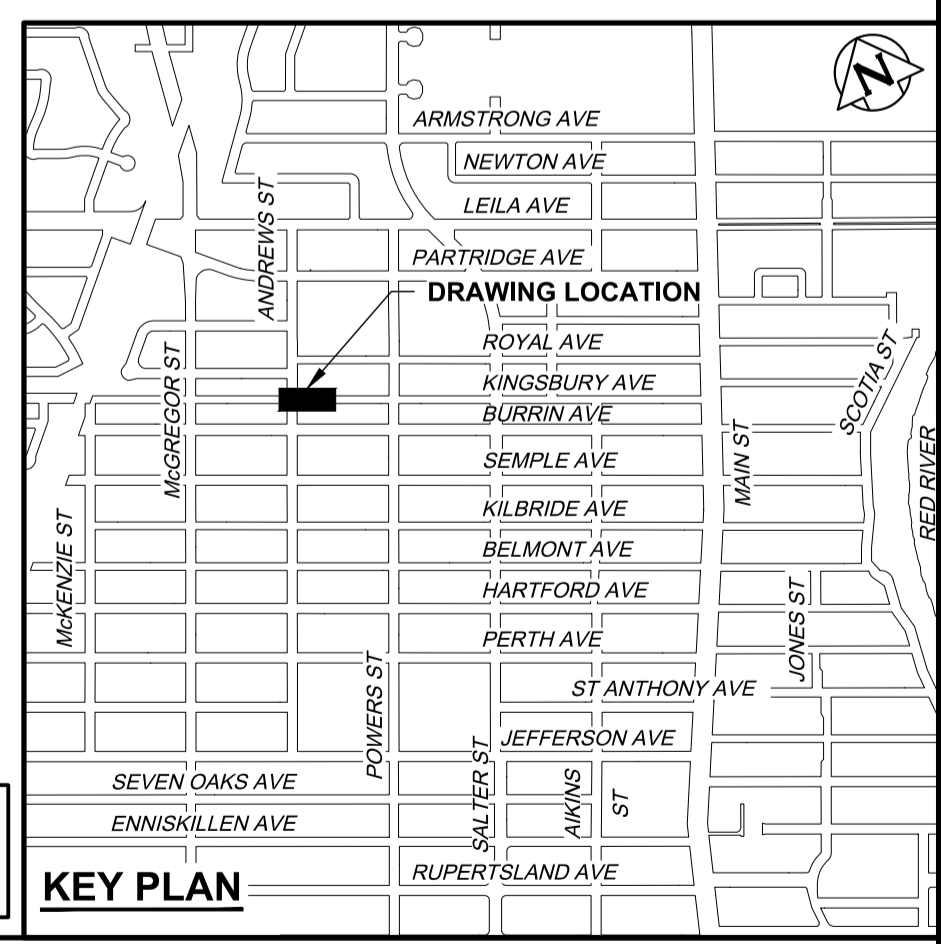 N
ARMSTRONG AVE
NEWTON AVE
LEILA AVE
ANDREWS ST
PARTRIDGE AVE
DRAWING LOCATION
ROYAL AVE
McGREGOR ST
KINGSBURY AVE
SCOTIA ST
BURRIN AVE
MAIN ST
SEMPLE AVE
RED RIVER
KILBRIDE AVE
McKENZIE ST
BELMONT AVE
HARTFORD AVE
JONES ST
PERTH AVE
POWERS ST
ST ANTHONY AVE
JEFFERSON AVE
SEVEN OAKS AVE
SALTER ST
AIKINS
ST
ENNISKILLEN AVE
RUPERTSLAND AVE
KEY PLAN